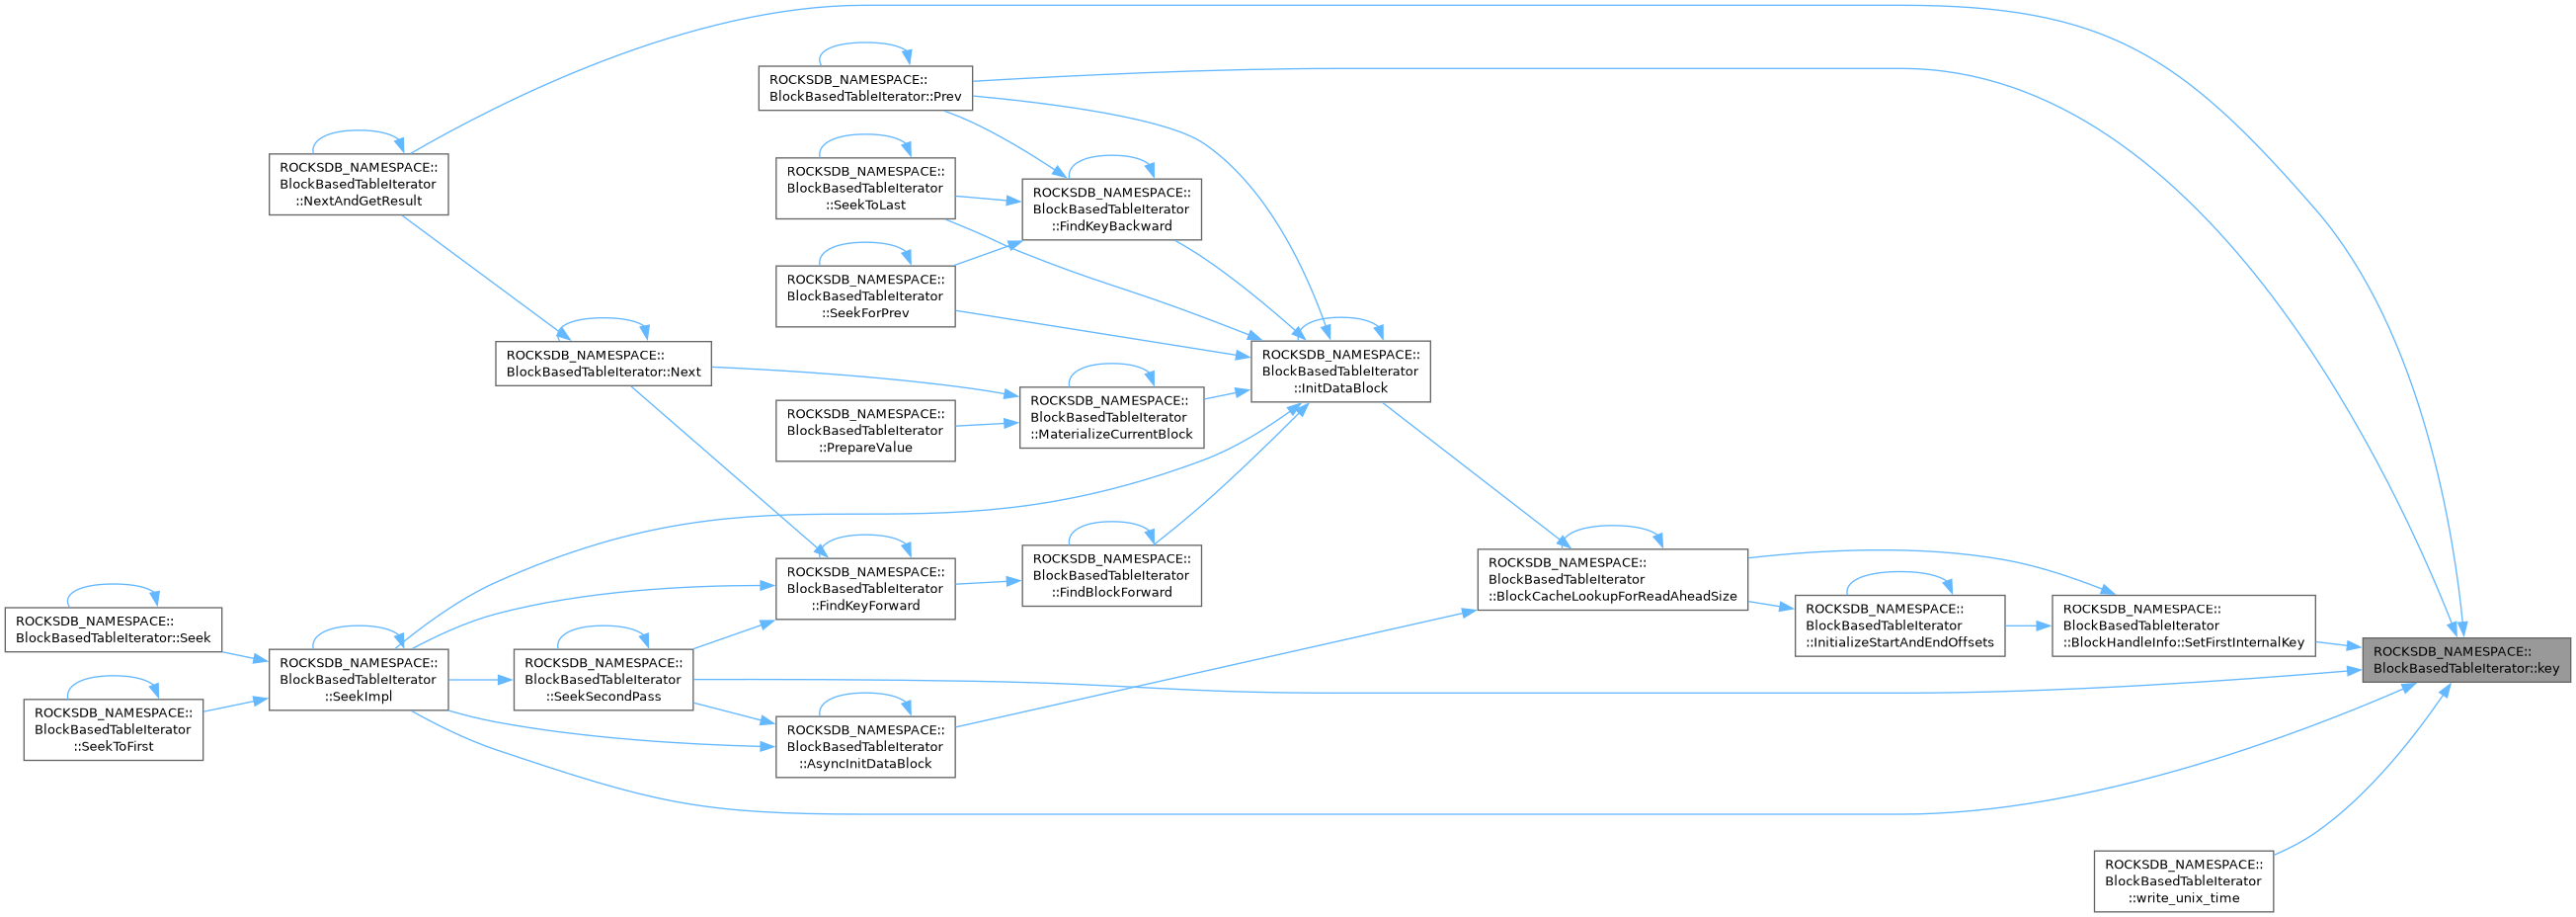 ROCKSDB_NAMESPACE::
BlockBasedTableIterator::Prev
ROCKSDB_NAMESPACE::
BlockBasedTableIterator
::NextAndGetResult
ROCKSDB_NAMESPACE::
BlockBasedTableIterator
::SeekToLast
ROCKSDB_NAMESPACE::
BlockBasedTableIterator
::FindKeyBackward
ROCKSDB_NAMESPACE::
BlockBasedTableIterator
::SeekForPrev
ROCKSDB_NAMESPACE::
BlockBasedTableIterator::Next
ROCKSDB_NAMESPACE::
BlockBasedTableIterator
::InitDataBlock
ROCKSDB_NAMESPACE::
BlockBasedTableIterator
::MaterializeCurrentBlock
ROCKSDB_NAMESPACE::
BlockBasedTableIterator
::PrepareValue
ROCKSDB_NAMESPACE::
BlockBasedTableIterator
::FindBlockForward
ROCKSDB_NAMESPACE::
BlockBasedTableIterator
::FindKeyForward
ROCKSDB_NAMESPACE::
BlockBasedTableIterator
::BlockCacheLookupForReadAheadSize
ROCKSDB_NAMESPACE::
BlockBasedTableIterator
::InitializeStartAndEndOffsets
ROCKSDB_NAMESPACE::
BlockBasedTableIterator
::BlockHandleInfo::SetFirstInternalKey
ROCKSDB_NAMESPACE::
BlockBasedTableIterator::key
ROCKSDB_NAMESPACE::
BlockBasedTableIterator::Seek
ROCKSDB_NAMESPACE::
BlockBasedTableIterator
::SeekImpl
ROCKSDB_NAMESPACE::
BlockBasedTableIterator
::SeekSecondPass
ROCKSDB_NAMESPACE::
BlockBasedTableIterator
::SeekToFirst
ROCKSDB_NAMESPACE::
BlockBasedTableIterator
::AsyncInitDataBlock
ROCKSDB_NAMESPACE::
BlockBasedTableIterator
::write_unix_time